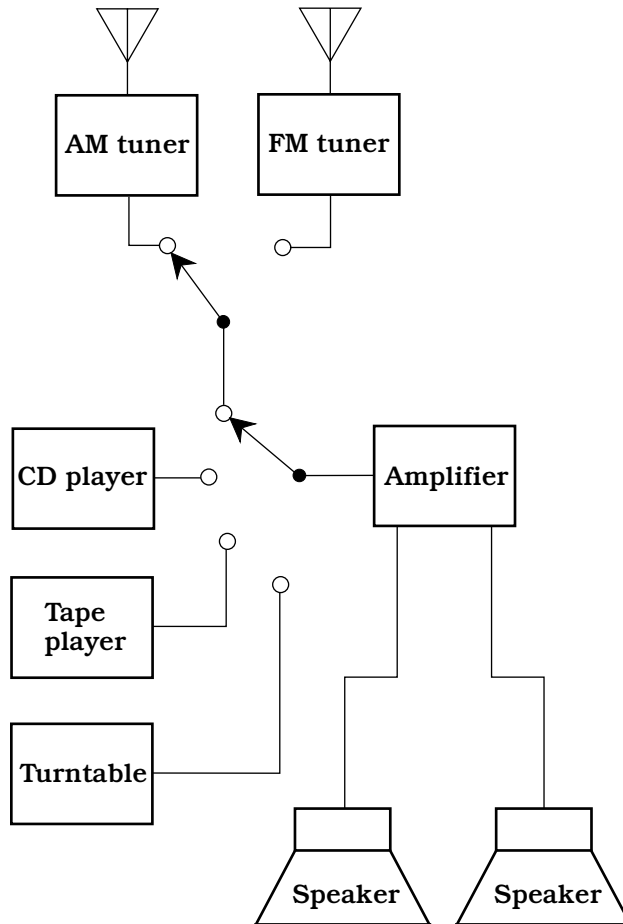 AM tuner
FM tuner
CD player
Amplifier
Tape
player
Turntable
Speaker
Speaker